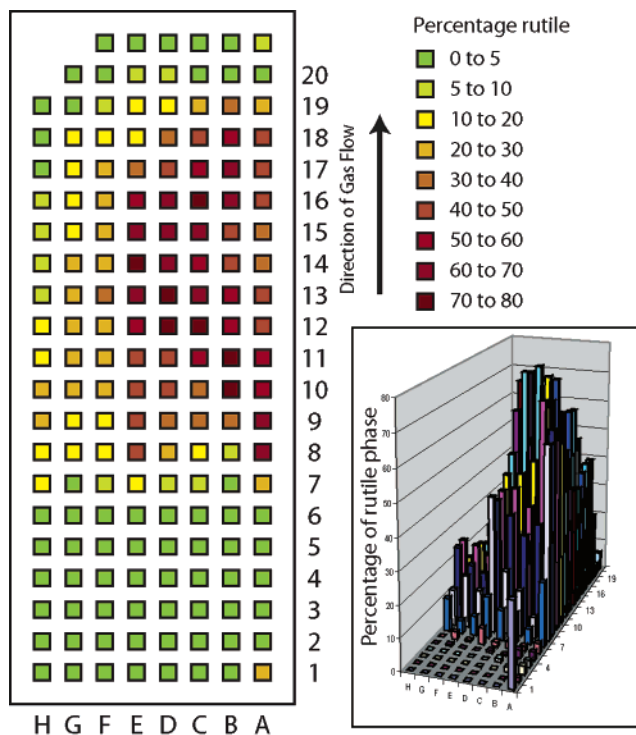 Percentage rutile
0 to 5
5 to 10
10 to 20
20 to 30
30 to 40
40 to 50
50 to 60
60 to 70
70 to 80
Direction of Gas Flow
20
19
18
17
16
15
14
13
12
11
10
9
8
7
6
5
4
3
2
1
H G F E D C B A
Percentage of rutile phase
80
70
60
50
40
30
20
10
0
H G F E D C B A
1
4
7
10
13
16
19